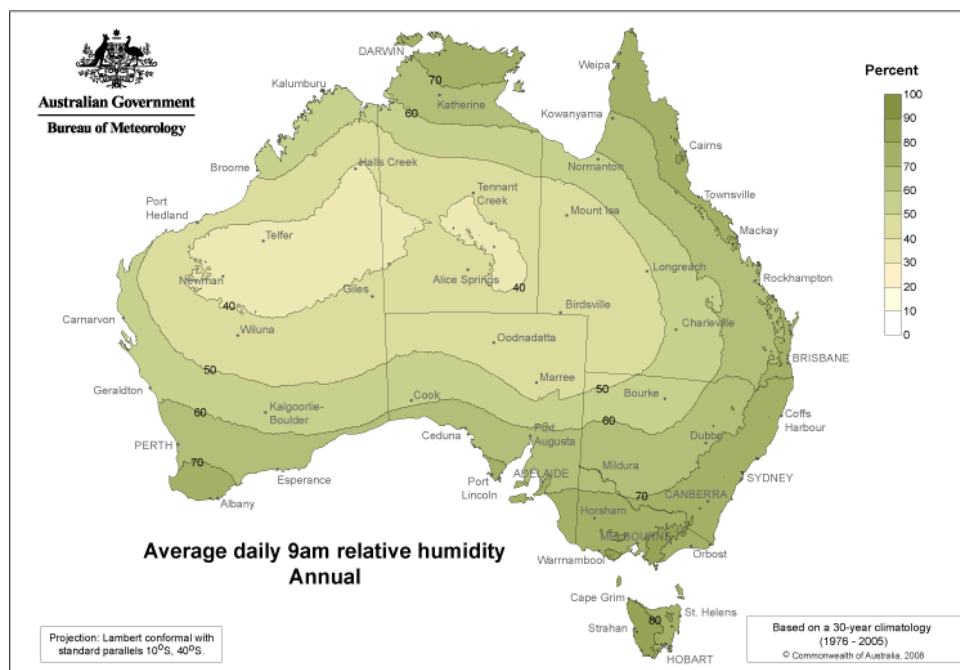 Australian Government
Bureau of Meteorology
DARWIN
Weipa
Percent
100
90
80
70
60
50
40
30
20
10
0
Kalumburu
70
Katherine
60
Kowanyama
Cairns
Broome
Halls Creek
Normanton
Port
Hedland
Tennant
Creek
Mount Isa
Townsville
Mackay
Telfer
Newman
Giles
Alice Springs
40
Longreach
Rockhampton
40
Birdsville
Carnarvon
Wiluna
Oodnadatta
Charleville
BRISBANE
50
Marree
50
Geraldton
60
Kalgoorlie-
Boulder
Cook
Bourke
60
Coffs
Harbour
PERTH
Ceduna
Port
Augusta
Dubbo
70
Esperance
Port
Lincoln
ADELAIDE
Mildura
SYDNEY
Albany
70
CANBERRA
Horsham
MELBOURNE
Warrnambool
Orbost
Average daily 9am relative humidity
Annual
Cape Grim
St. Helens
Strahan
80
HOBART
Projection: Lambert conformal with
standard parallels 10°S, 40°S.
Based on a 30-year climatology
(1976 - 2005)
© Commonwealth of Australia, 2008